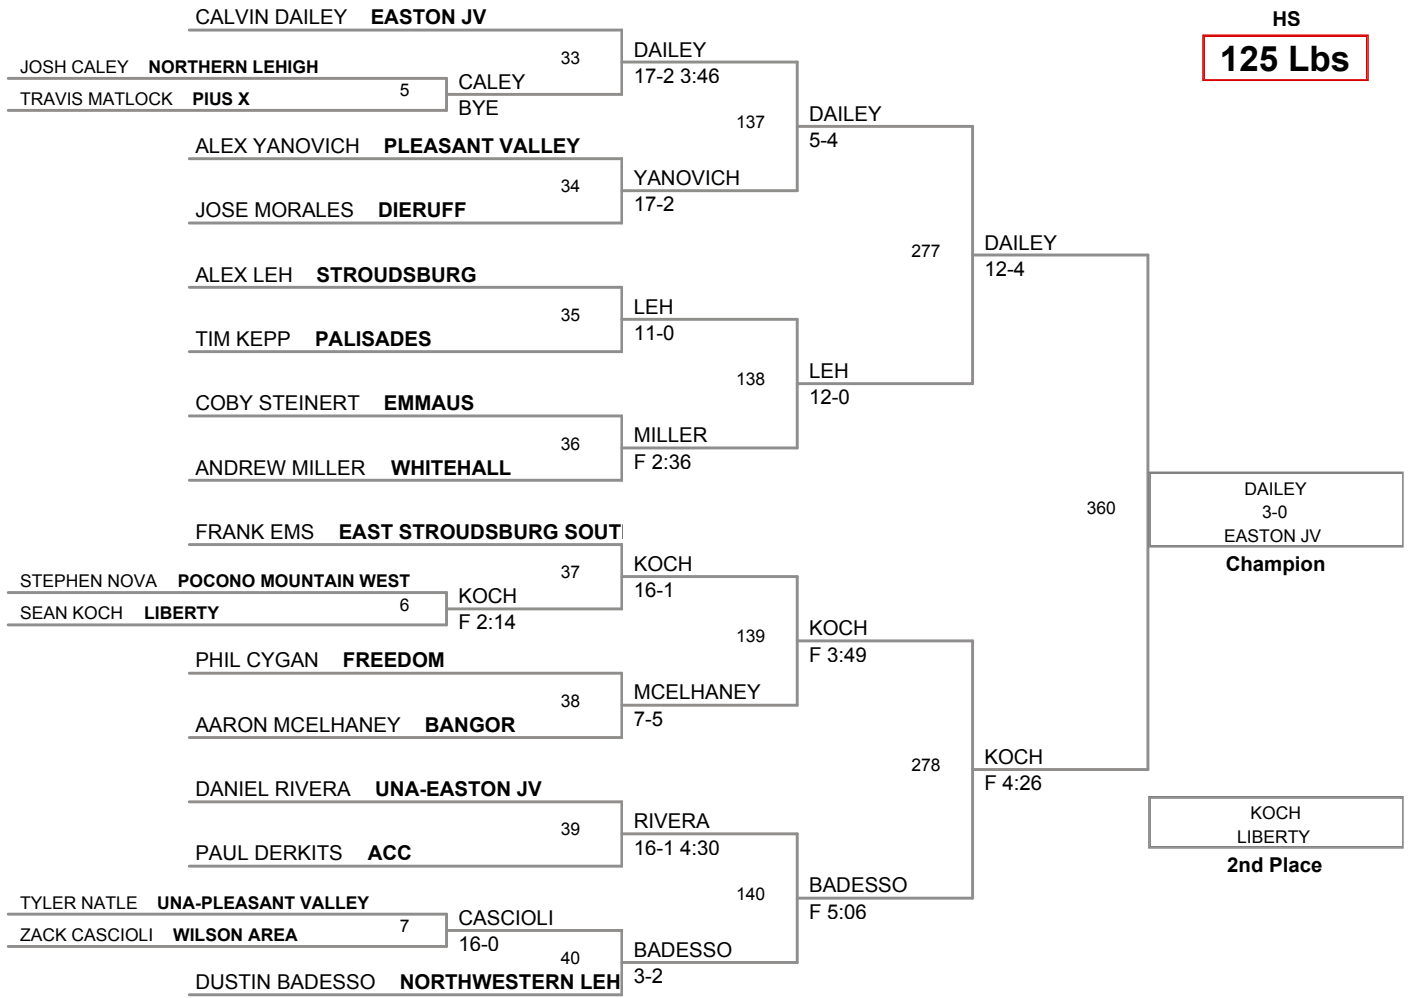 HS
125 Lbs
CALVIN DAILEY EASTON JV
33
DAILEY
17-2 3:46
JOSH CALEY NORTHERN LEHIGH
5
TRAVIS MATLOCK PIUS X
CALEY
BYE
137
DAILEY
5-4
ALEX YANOVICH PLEASANT VALLEY
34
YANOVICH
17-2
JOSE MORALES DIERUFF
277
DAILEY
12-4
ALEX LEH STROUDSBURG
35
LEH
11-0
TIM KEPP PALISADES
138
LEH
12-0
COBY STEINERT EMMAUS
36
MILLER
F 2:36
ANDREW MILLER WHITEHALL
360
DAILEY
3-0
EASTON JV
Champion
FRANK EMS EAST STROUDSBURG SOUT
37
KOCH
16-1
STEPHEN NOVA POCONO MOUNTAIN WEST
6
SEAN KOCH LIBERTY
KOCH
F 2:14
139
KOCH
F 3:49
PHIL CYGAN FREEDOM
38
MCELHANEY
7-5
AARON MCELHANEY BANGOR
278
KOCH
F 4:26
DANIEL RIVERA UNA-EASTON JV
39
RIVERA
16-1 4:30
PAUL DERKITS ACC
KOCH
LIBERTY
2nd Place
140
BADESSO
F 5:06
TYLER NATLE UNA-PLEASANT VALLEY
7
ZACK CASCIOLI WILSON AREA
CASCIOLI
16-0
40
BADESSO
3-2
DUSTIN BADESSO NORTHWESTERN LEH